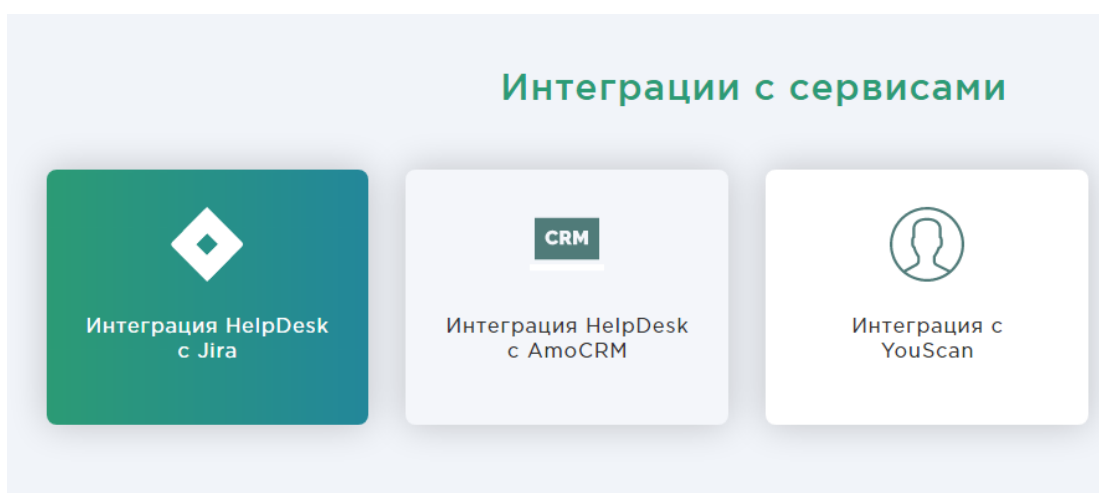 Интеграции с сервисами
Интеграция HelpDesk
с Jira
CRM
Интеграция HelpDesk
с AmoCRM
Интеграция с
YouScan